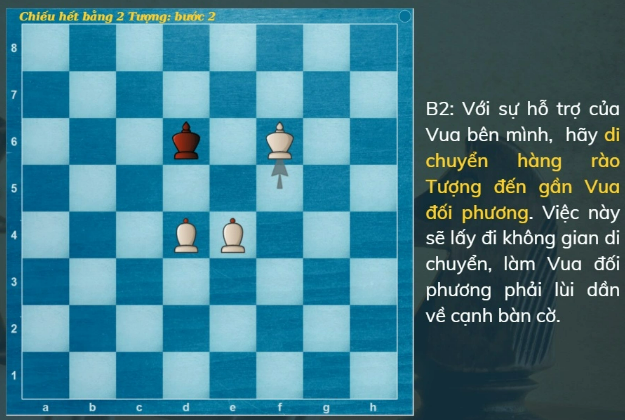 Chiếu hết bằng 2 Tượng: bước 2
8
7
6
5
4
3
2
1
a b c d e f g h
B2: Với sự hỗ trợ của
Vua bên mình, hãy di
chuyển hàng rào
Tượng đến gần Vua
đối phương. Việc này
sẽ lấy đi không gian di
chuyển, làm Vua đối
phương phải lùi dần
về cạnh bàn cờ.